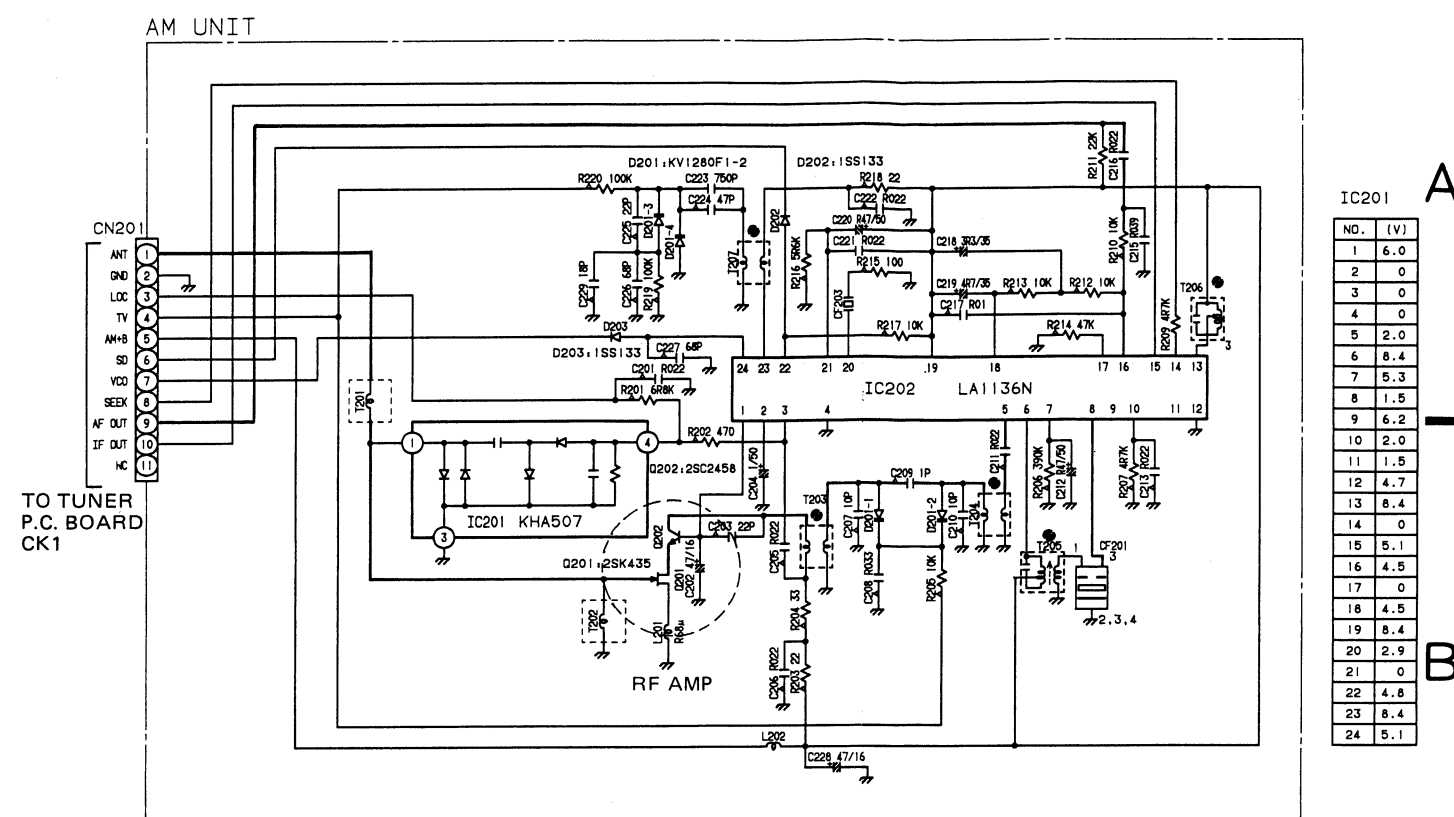 AM UNIT
CN201
ANT 1
GND 2
LOC 3
TV 4
AM+B 5
SD 6
VCO 7
SEEK 8
AF OUT 9
IF OUT 10
NC 11
TO TUNER
P.C. BOARD
CK1
D201:KV1280F1-2
D202:1SS133
R220 100K
C223 750P
C224 47P
C225 22P
D201-3
D201-4
C229 18P
C226 68P
R219 100K
T207
D202
R218 22
C222 R022
C220 R47/50
C221 R022
R216 5R6K
R215 100
CF203
C218 3R3/35
C219 4R7/35
C217 R01
R213 10K
R212 10K
R217 10K
R214 47K
R211 22K
C216 R022
R210 10K
C215 R039
R209 4R7K
T206
3
D203
D203:1SS133
C227 68P
C201 R022
R201 6R8K
24 23 22 21 20 19 18 17 16 15 14 13
IC202 LA1136N
1 2 3 4 5 6 7 8 9 10 11 12
T201
1
4
3
IC201 KHA507
R202 470
Q202:2SC2458
C204 1/50
Q202
C203 22P
Q201:2SK435
Q201
C202 47/16
T202
L201
R68μ
RF AMP
C205 R022
T203
R204 33
C206 R022
R203 22
C207 10P
D201-1
C209 1P
D201-2
C210 10P
C208 R033
R205 10K
T204
C211 R022
R206 390K
C212 R47/50
R207 4R7K
C213 R022
T205
1
CF201
3
2,3,4
L202
C228 47/16
A
B
IC201
NO. (V)
1 6.0
2 0
3 0
4 0
5 2.0
6 8.4
7 5.3
8 1.5
9 6.2
10 2.0
11 1.5
12 4.7
13 8.4
14 0
15 5.1
16 4.5
17 0
18 4.5
19 8.4
20 2.9
21 0
22 4.8
23 8.4
24 5.1